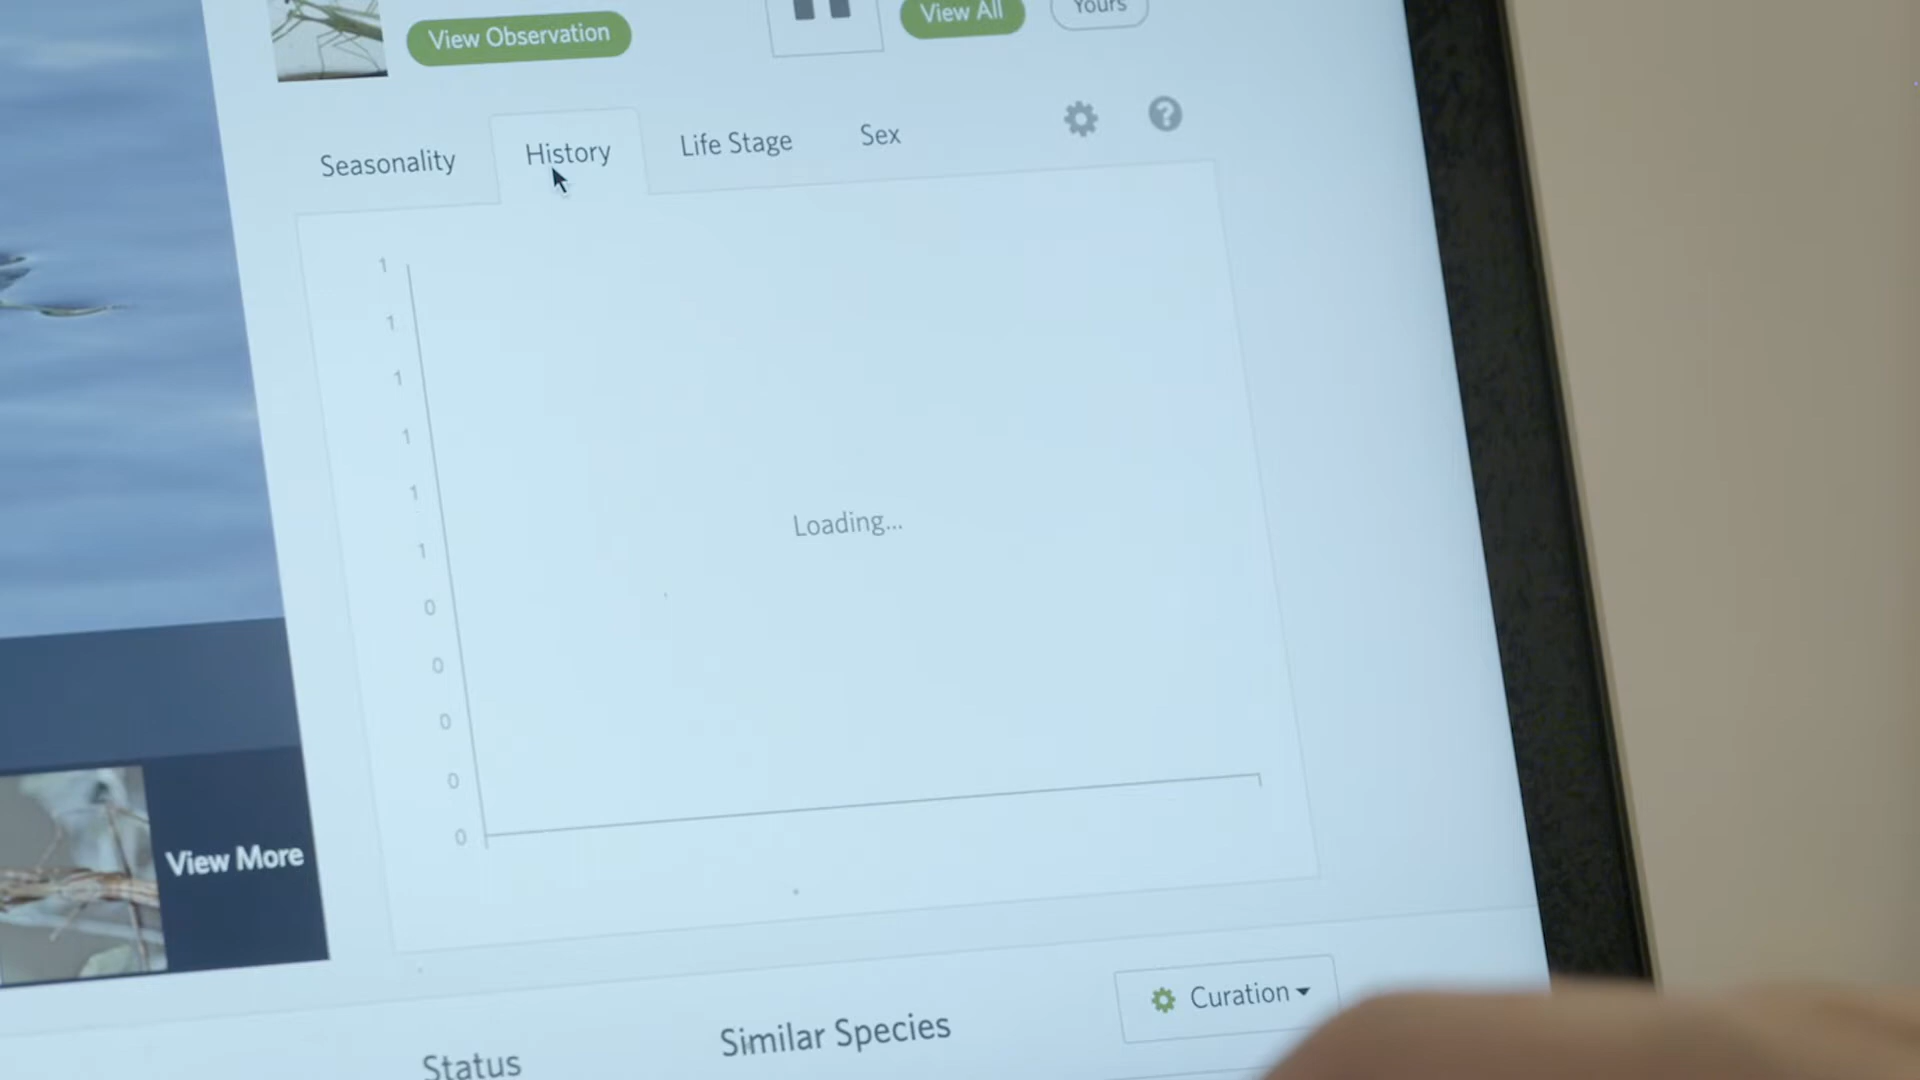 View Observation
View All
Yours
Seasonality
History
Life Stage
Sex
?
1
1
1
1
1
1
0
0
0
0
0
Loading...
View More
Curation
Similar Species
Status